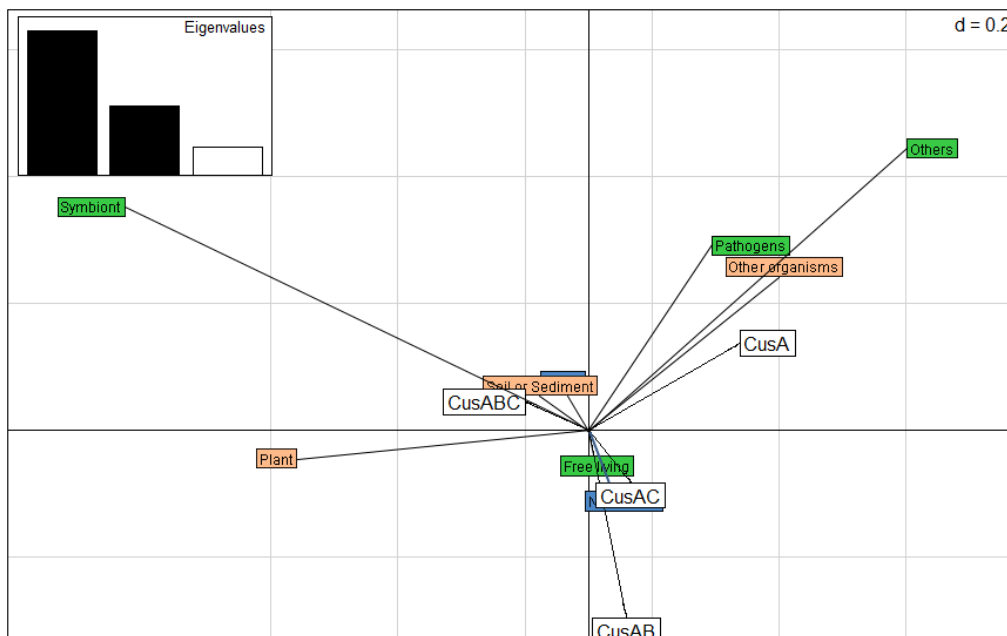 Eigenvalues
d = 0.2
Others
Symbiont
Pathogens
Other organisms
CusA
Soil or Sediment
CusABC
Plant
Free living
CusAC
CusAB